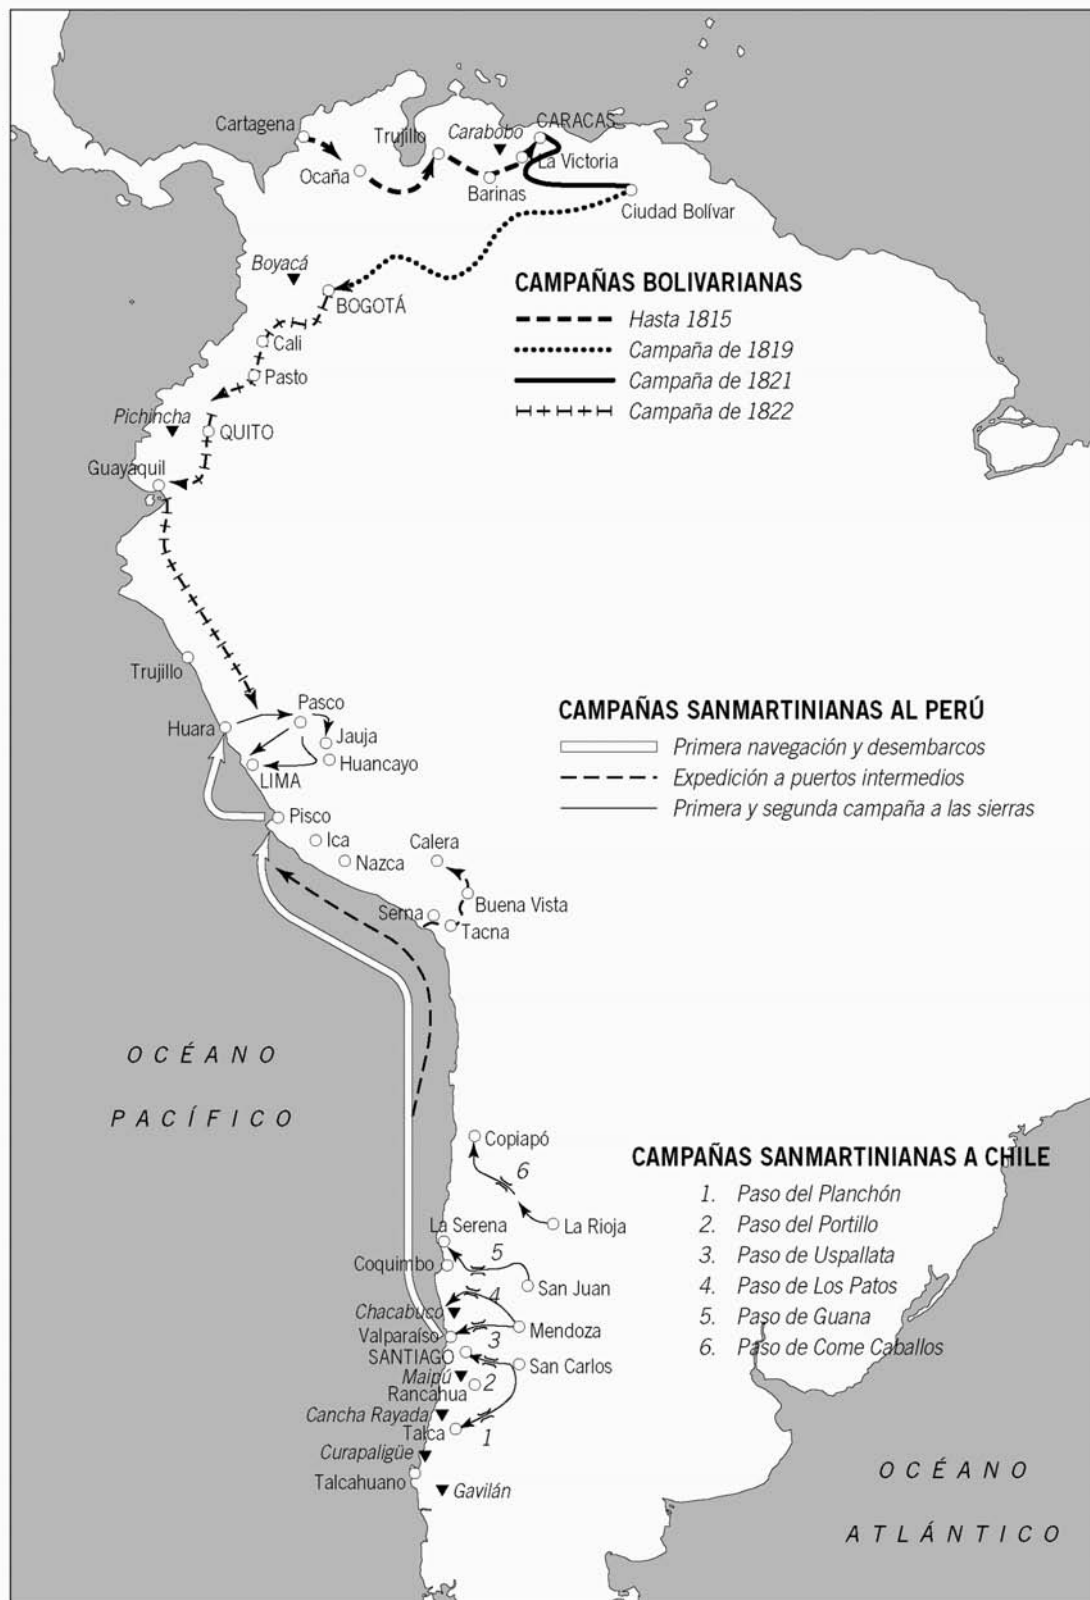 Cartagena
Ocaña
Trujillo
Carabobo
CARACAS
La Victoria
Barinas
Ciudad Bolívar
Boyacá
BOGOTÁ
Cali
Pasto
Pichincha
QUITO
Guayaquil
CAMPAÑAS BOLIVARIANAS
Hasta 1815
Campaña de 1819
Campaña de 1821
Campaña de 1822
Trujillo
Huara
Pasco
Jauja
Huancayo
LIMA
Pisco
Ica
Nazca
Calera
Buena Vista
Serna
Tacna
CAMPAÑAS SANMARTINIANAS AL PERÚ
Primera navegación y desembarcos
Expedición a puertos intermedios
Primera y segunda campaña a las sierras
OCÉANO
PACÍFICO
Copiapó
6
La Rioja
La Serena
5
Coquimbo
San Juan
4
Chacabuco
Mendoza
Valparaíso
3
SANTIAGO
San Carlos
Maipú
2
Rancahua
Cancha Rayada
Talca
1
Curapaligüe
Talcahuano
Gavilán
CAMPAÑAS SANMARTINIANAS A CHILE
1. Paso del Planchón
2. Paso del Portillo
3. Paso de Uspallata
4. Paso de Los Patos
5. Paso de Guana
6. Paso de Come Caballos
OCÉANO
ATLÁNTICO